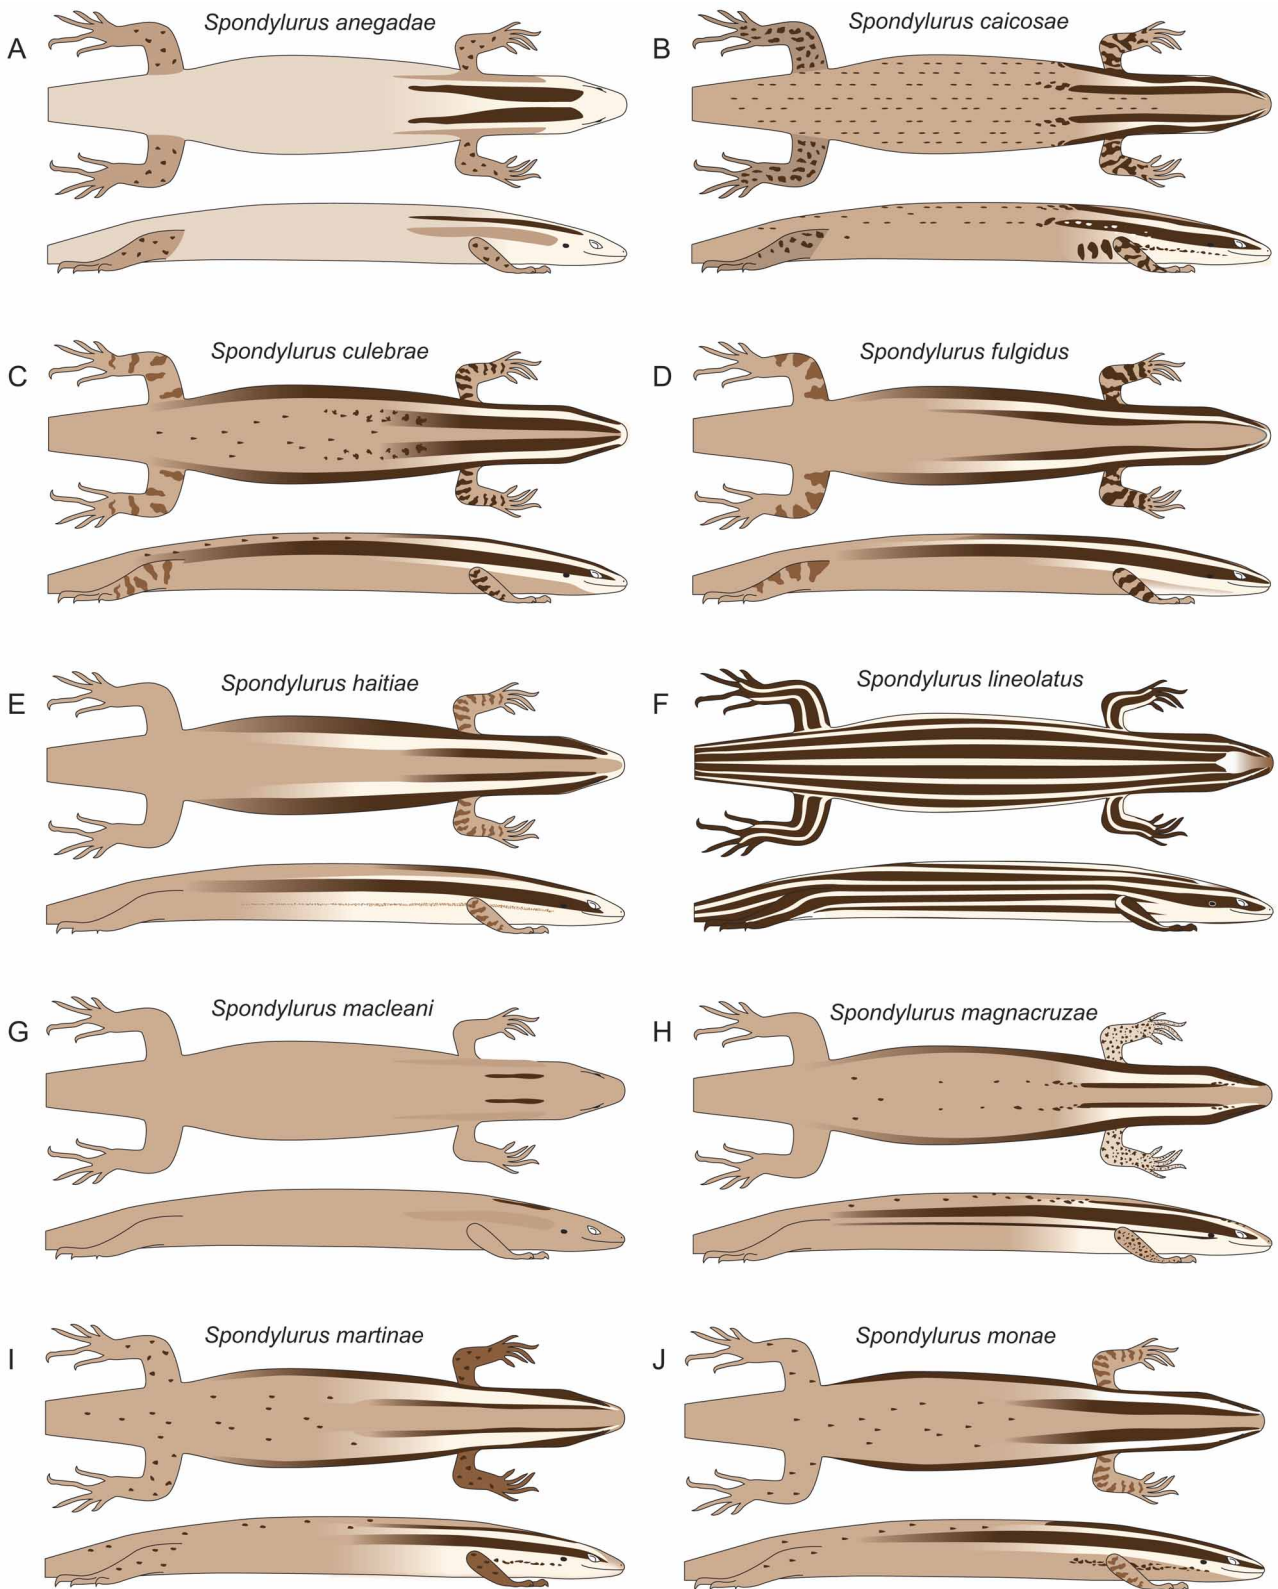 A Spondylurus anegadae
B Spondylurus caicosae
C Spondylurus culebrae
D Spondylurus fulgidus
E Spondylurus haitiae
F Spondylurus lineolatus
G Spondylurus macleani
H Spondylurus magnacruzae
I Spondylurus martinae
J Spondylurus monae